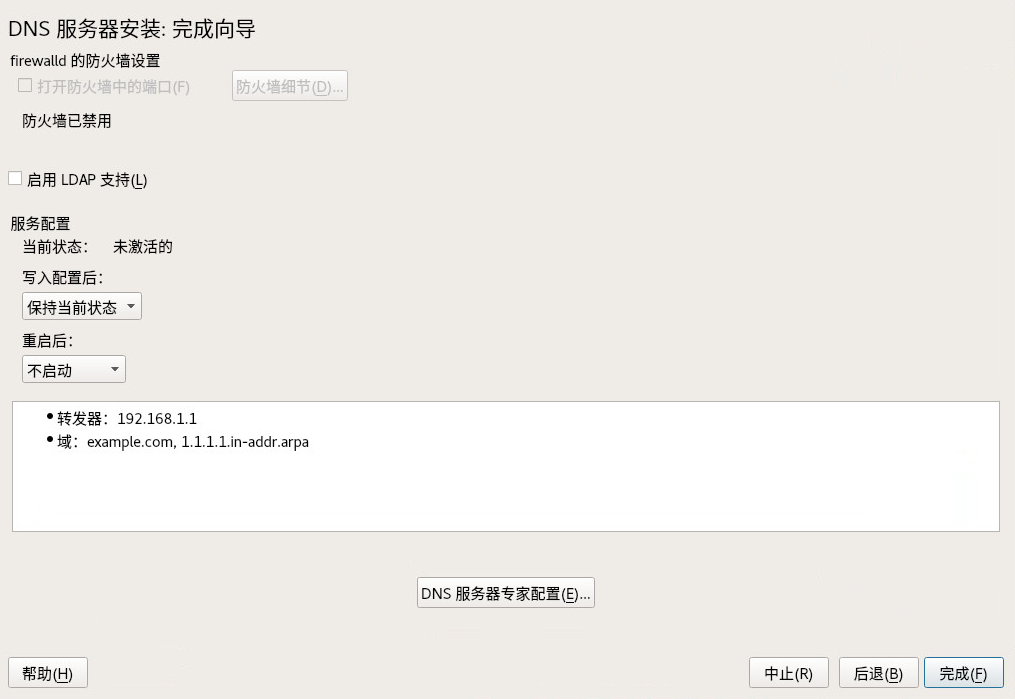 DNS 服务器安装: 完成向导
firewalld 的防火墙设置
打开防火墙中的端口(F) 防火墙细节(D)...
防火墙已禁用
启用 LDAP 支持(L)
服务配置
当前状态： 未激活的
写入配置后：
保持当前状态
重启后：
不启动
• 转发器：192.168.1.1
• 域：example.com, 1.1.1.1.in-addr.arpa
DNS 服务器专家配置(E)...
帮助(H) 中止(R) 后退(B) 完成(F)